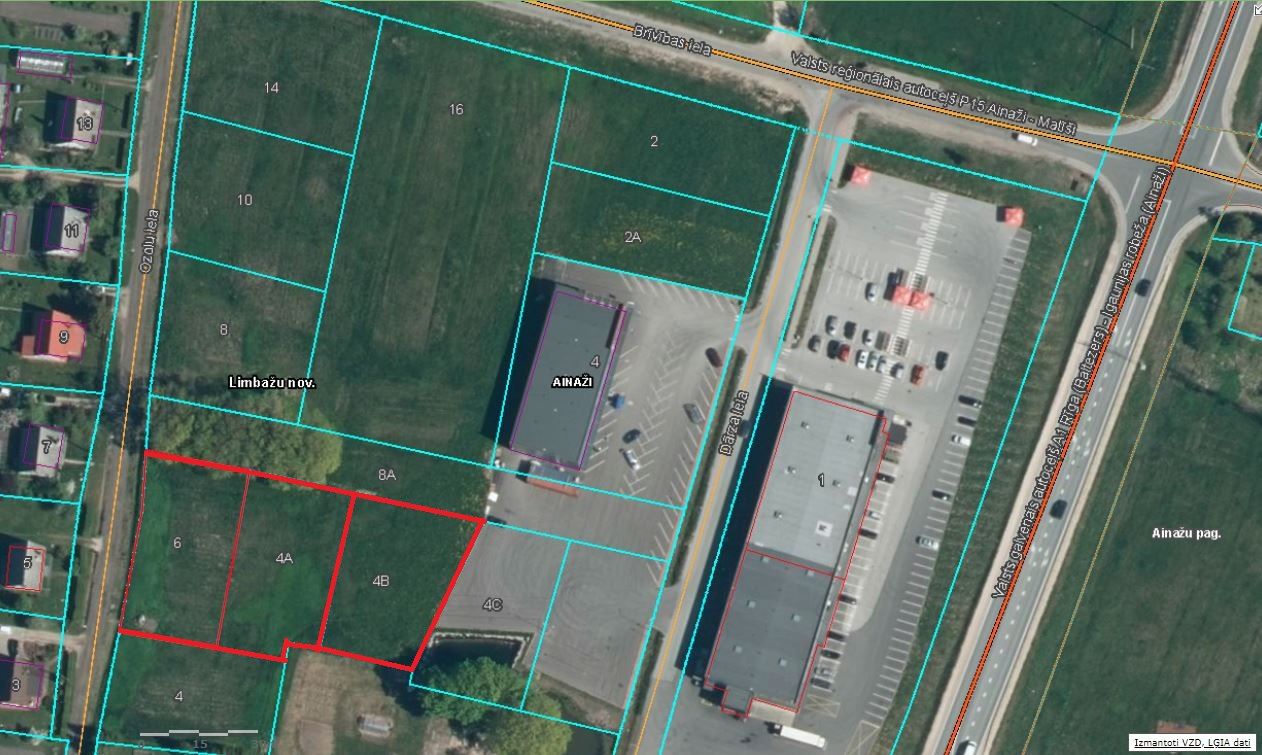 Brīvības iela
Valsts reģionālais autoceļš P15 Ainaži - Matīši
14
16
13
2
10
11
2A
Ozolu iela
8
9
4
Limbažu nov.
AINAŽI
Dārza iela
Valsts galvenais autoceļš A1 Rīga (Baltezers) - Igaunijas robeža (Ainaži)
7
8A
1
6
4A
Ainažu pag.
5
4B
4C
3
4
15
Izmantoti VZD, LGIA dati